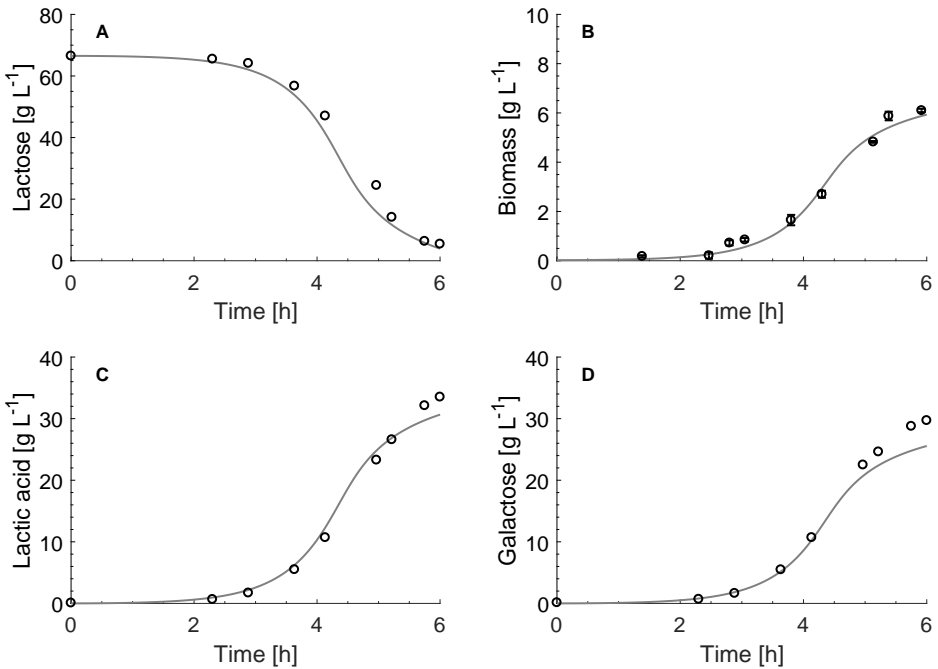 A
Lactose [g L⁻¹]
80
60
40
20
0
0 2 4 6
Time [h]
B
Biomass [g L⁻¹]
10
8
6
4
2
0
0 2 4 6
Time [h]
C
Lactic acid [g L⁻¹]
40
30
20
10
0
0 2 4 6
Time [h]
D
Galactose [g L⁻¹]
40
30
20
10
0
0 2 4 6
Time [h]